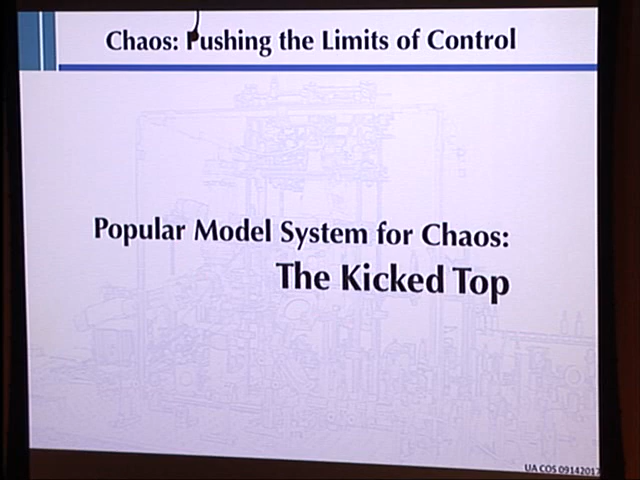 Chaos: Pushing the Limits of Control
Popular Model System for Chaos:
The Kicked Top
UA COS 09142017